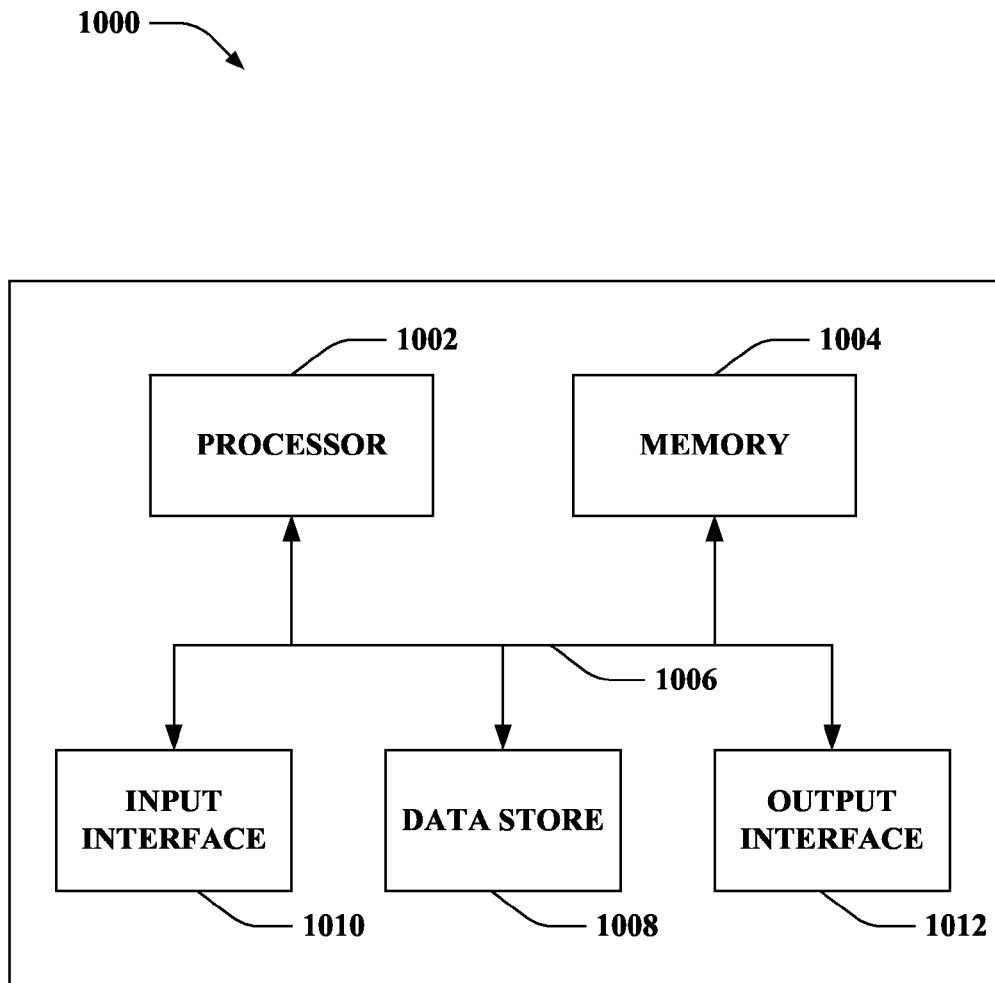 1000
1002
1004
PROCESSOR
MEMORY
1006
INPUT
INTERFACE
DATA STORE
OUTPUT
INTERFACE
1010
1008
1012